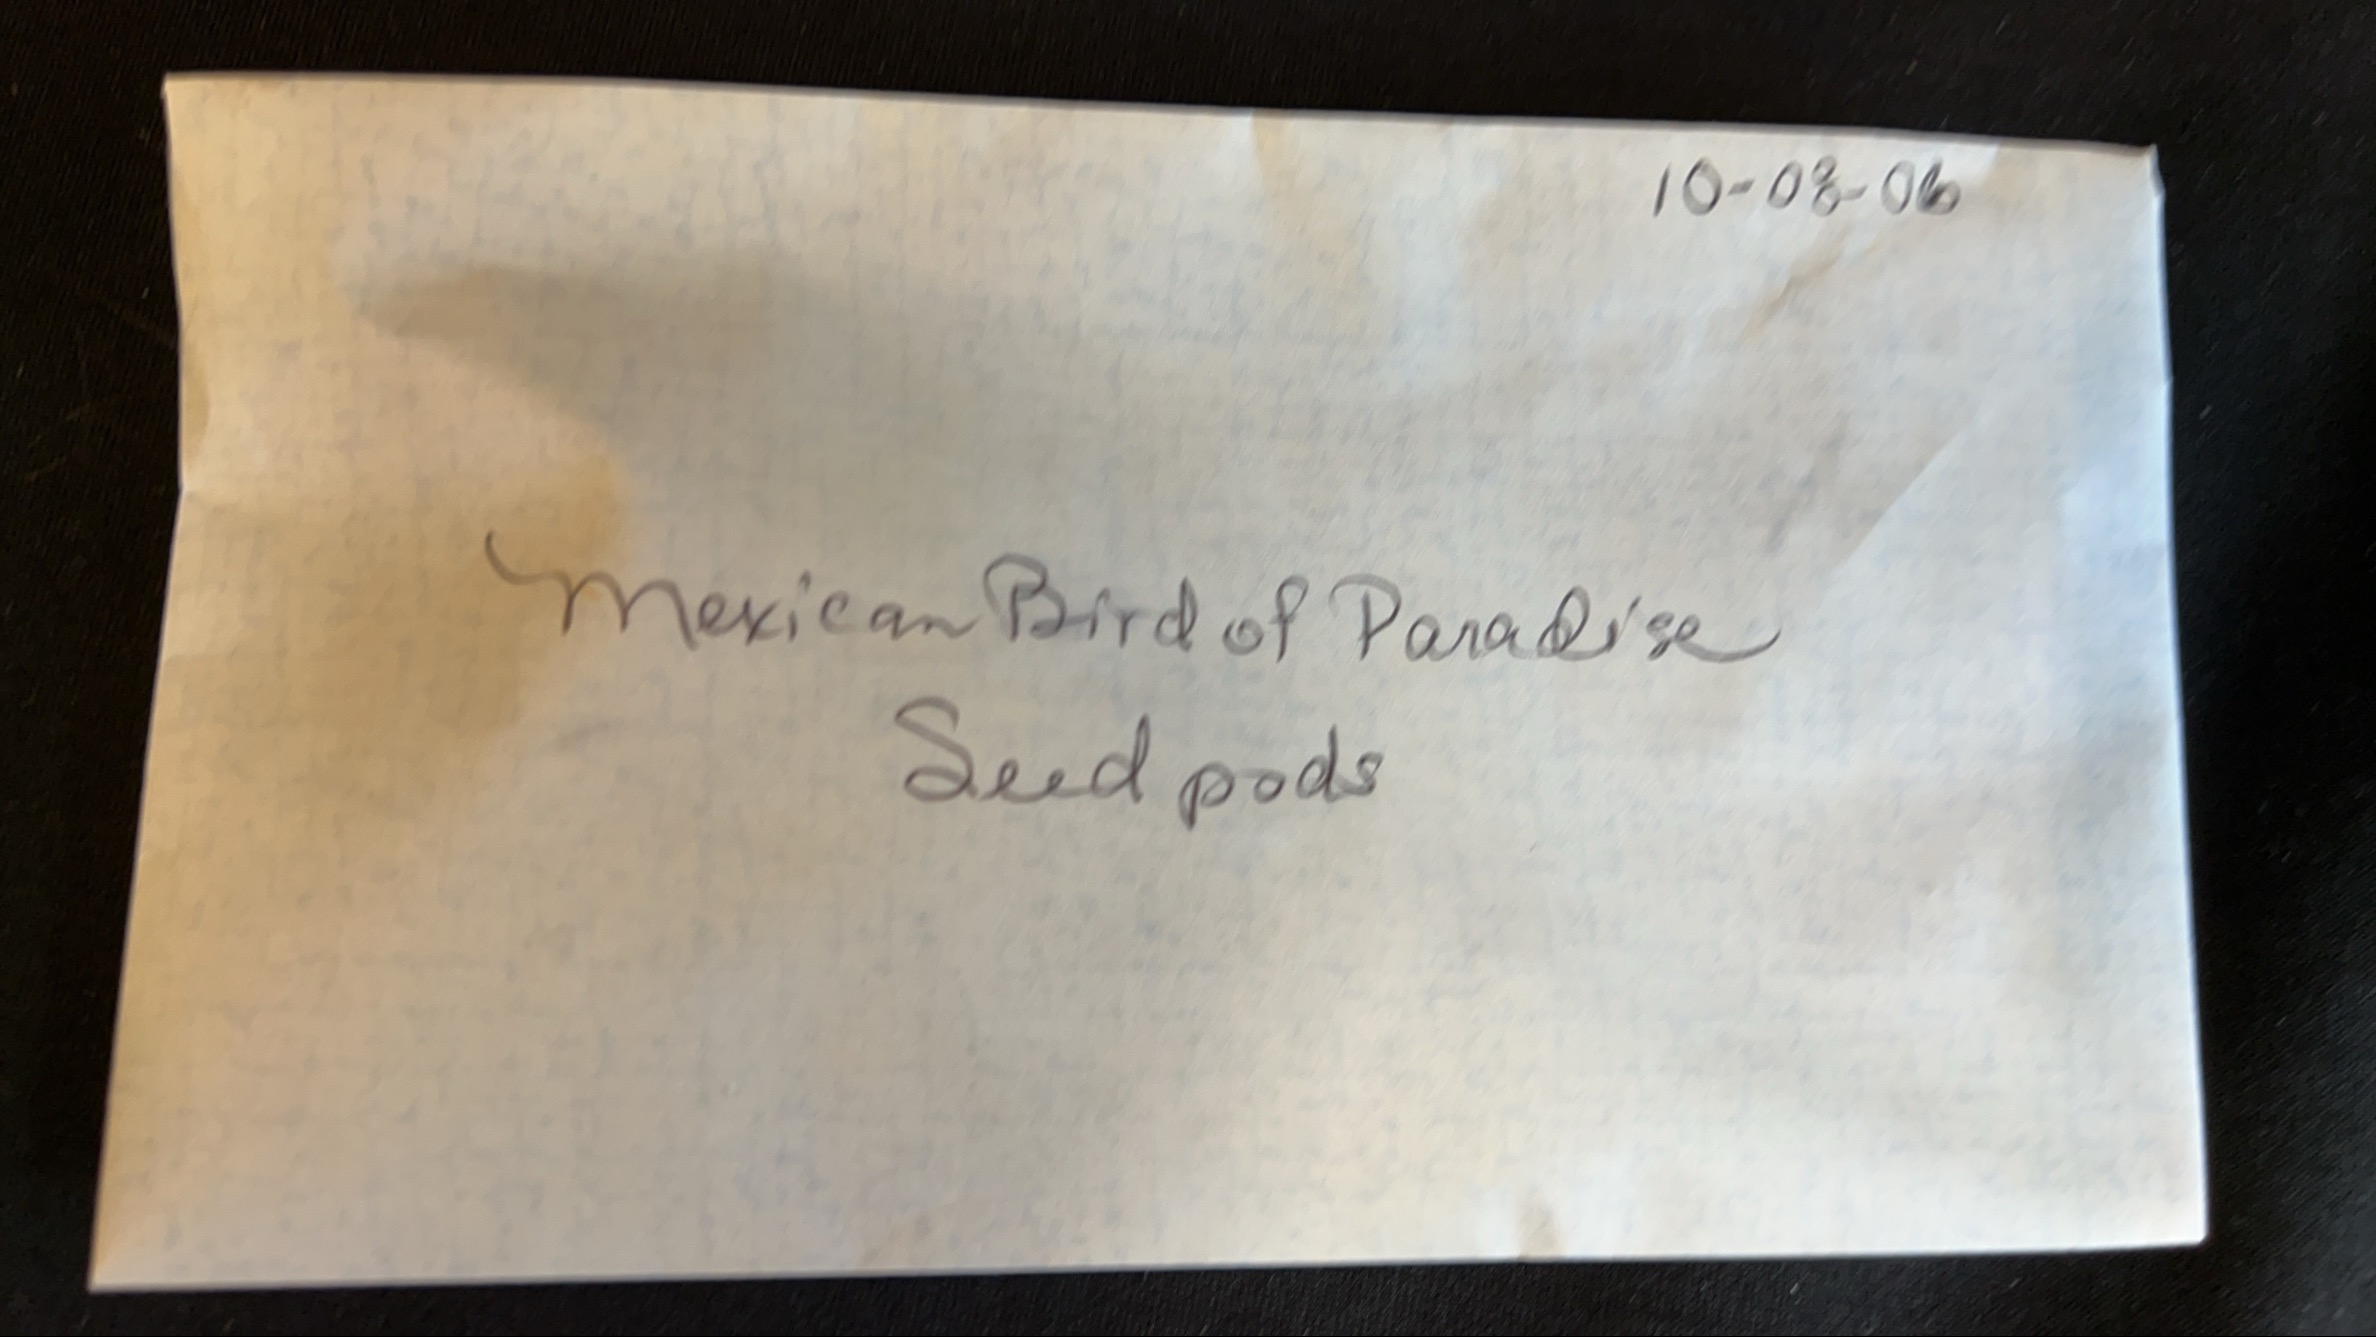 10-08-06
Mexican Bird of Paradise
Seed pods